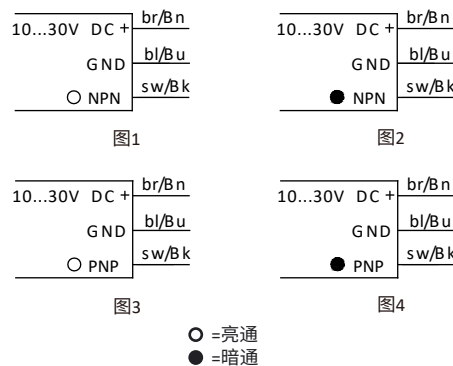 10...30V DC + br/Bn
GND bl/Bu
NPN sw/Bk
图1
10...30V DC + br/Bn
GND bl/Bu
NPN sw/Bk
图2
10...30V DC + br/Bn
GND bl/Bu
PNP sw/Bk
图3
10...30V DC + br/Bn
GND bl/Bu
PNP sw/Bk
图4
=亮通
=暗通